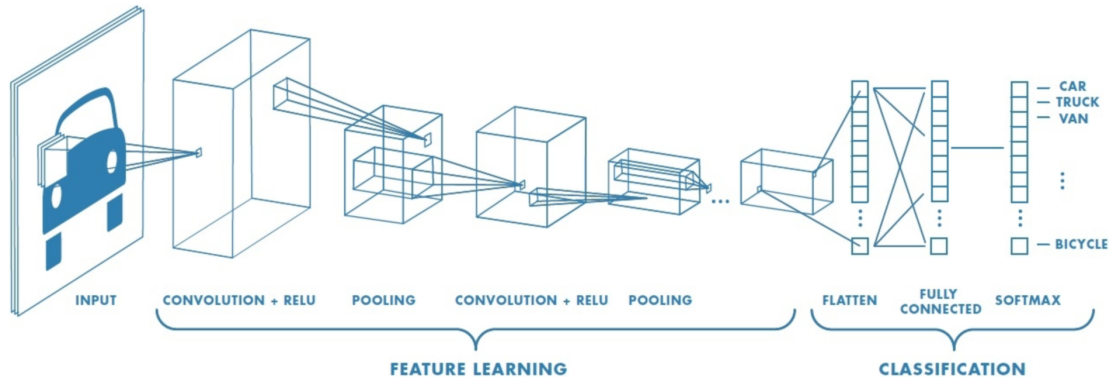 CAR
TRUCK
VAN
BICYCLE
INPUT
CONVOLUTION + RELU
POOLING
CONVOLUTION + RELU
POOLING
FLATTEN
FULLY
CONNECTED
SOFTMAX
FEATURE LEARNING
CLASSIFICATION